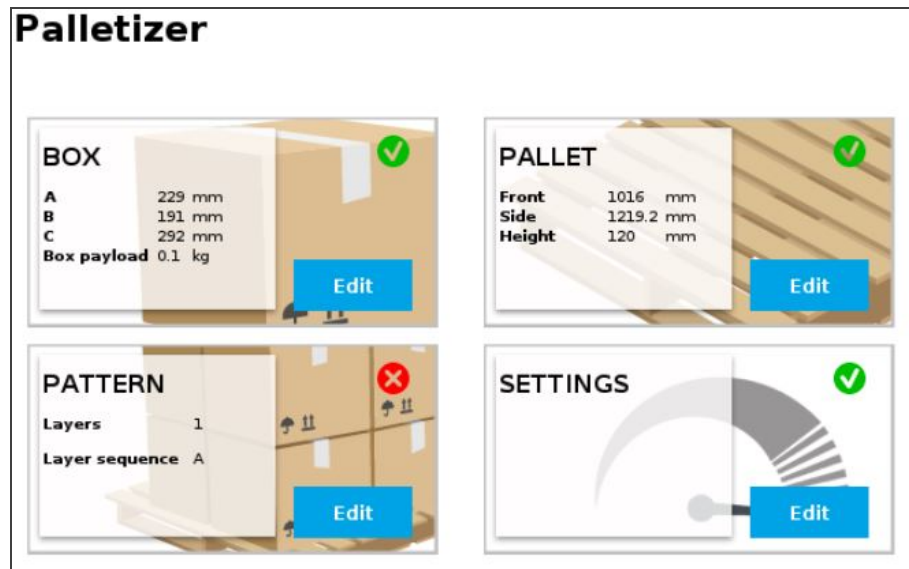 Palletizer
BOX
A 229 mm
B 191 mm
C 292 mm
Box payload 0.1 kg
Edit
PALLET
Front 1016 mm
Side 1219.2 mm
Height 120 mm
Edit
PATTERN
Layers 1
Layer sequence A
Edit
SETTINGS
Edit